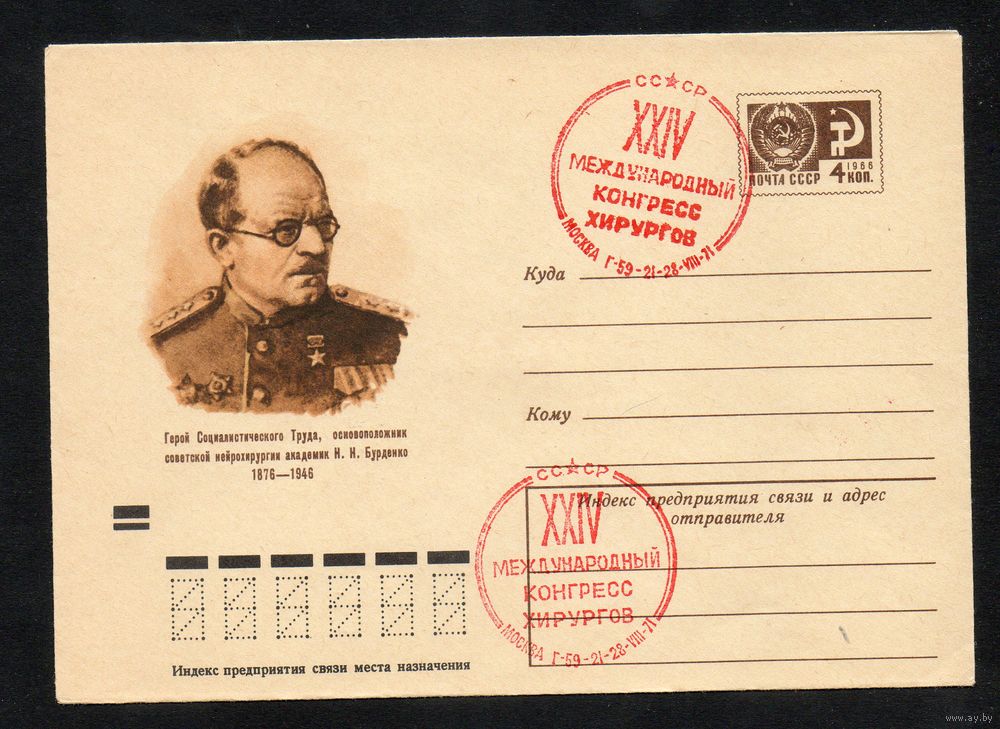 СССР
XXIV
МЕЖДУНАРОДНЫЙ
КОНГРЕСС
ХИРУРГОВ
МОСКВА Г-59-21-28-VIII-71
1966
ПОЧТА СССР 4 КОП.
Куда
Кому
Герой Социалистического Труда, основоположник
советской нейрохирургии академик Н. Н. Бурденко
1876—1946
СССР
XXIV
МЕЖДУНАРОДНЫЙ
КОНГРЕСС
ХИРУРГОВ
МОСКВА Г-59-21-28-VIII-71
Индекс предприятия связи и адрес
отправителя
Индекс предприятия связи места назначения
www.ay.by